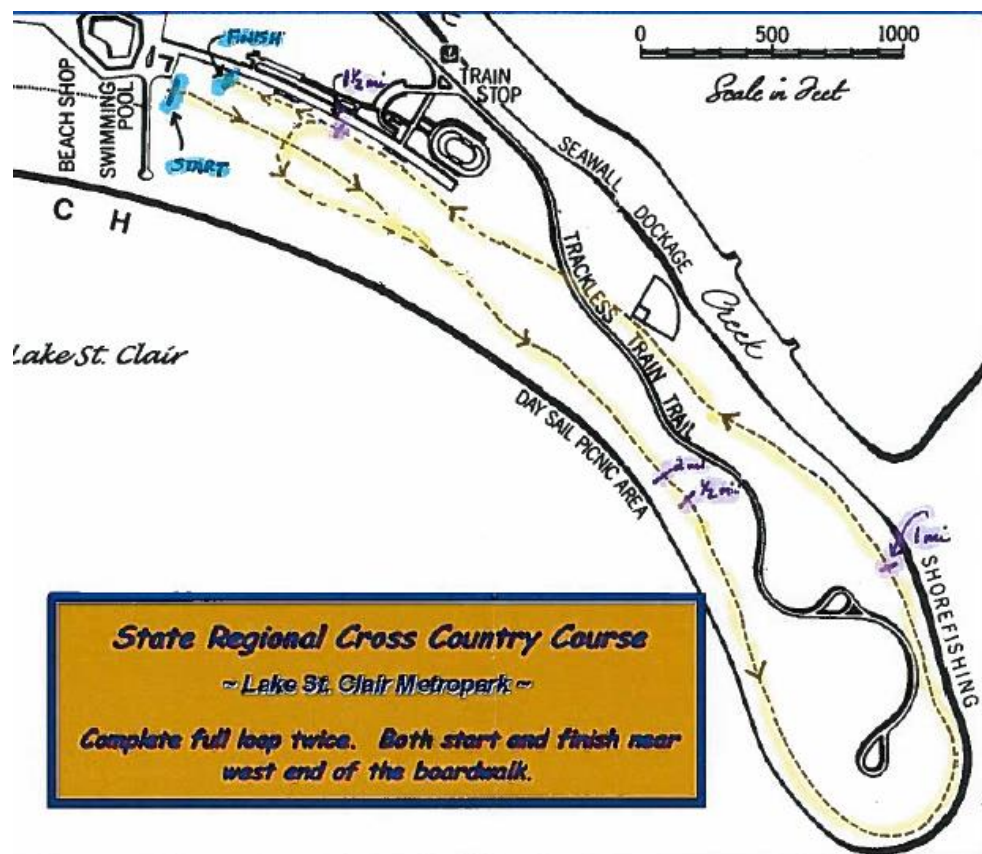 FINISH
1½ mi
0 500 1000
Scale in Feet
TRAIN
STOP
BEACH SHOP
SWIMMING
POOL
START
C H
SEAWALL DOCKAGE
Creek
TRACKLESS TRAIN TRAIL
Lake St. Clair
DAY SAIL PICNIC AREA
2 mi
½ mi
1 mi
SHOREFISHING
State Regional Cross Country Course
~ Lake St. Clair Metropark ~
Complete full loop twice. Both start and finish near
west end of the boardwalk.